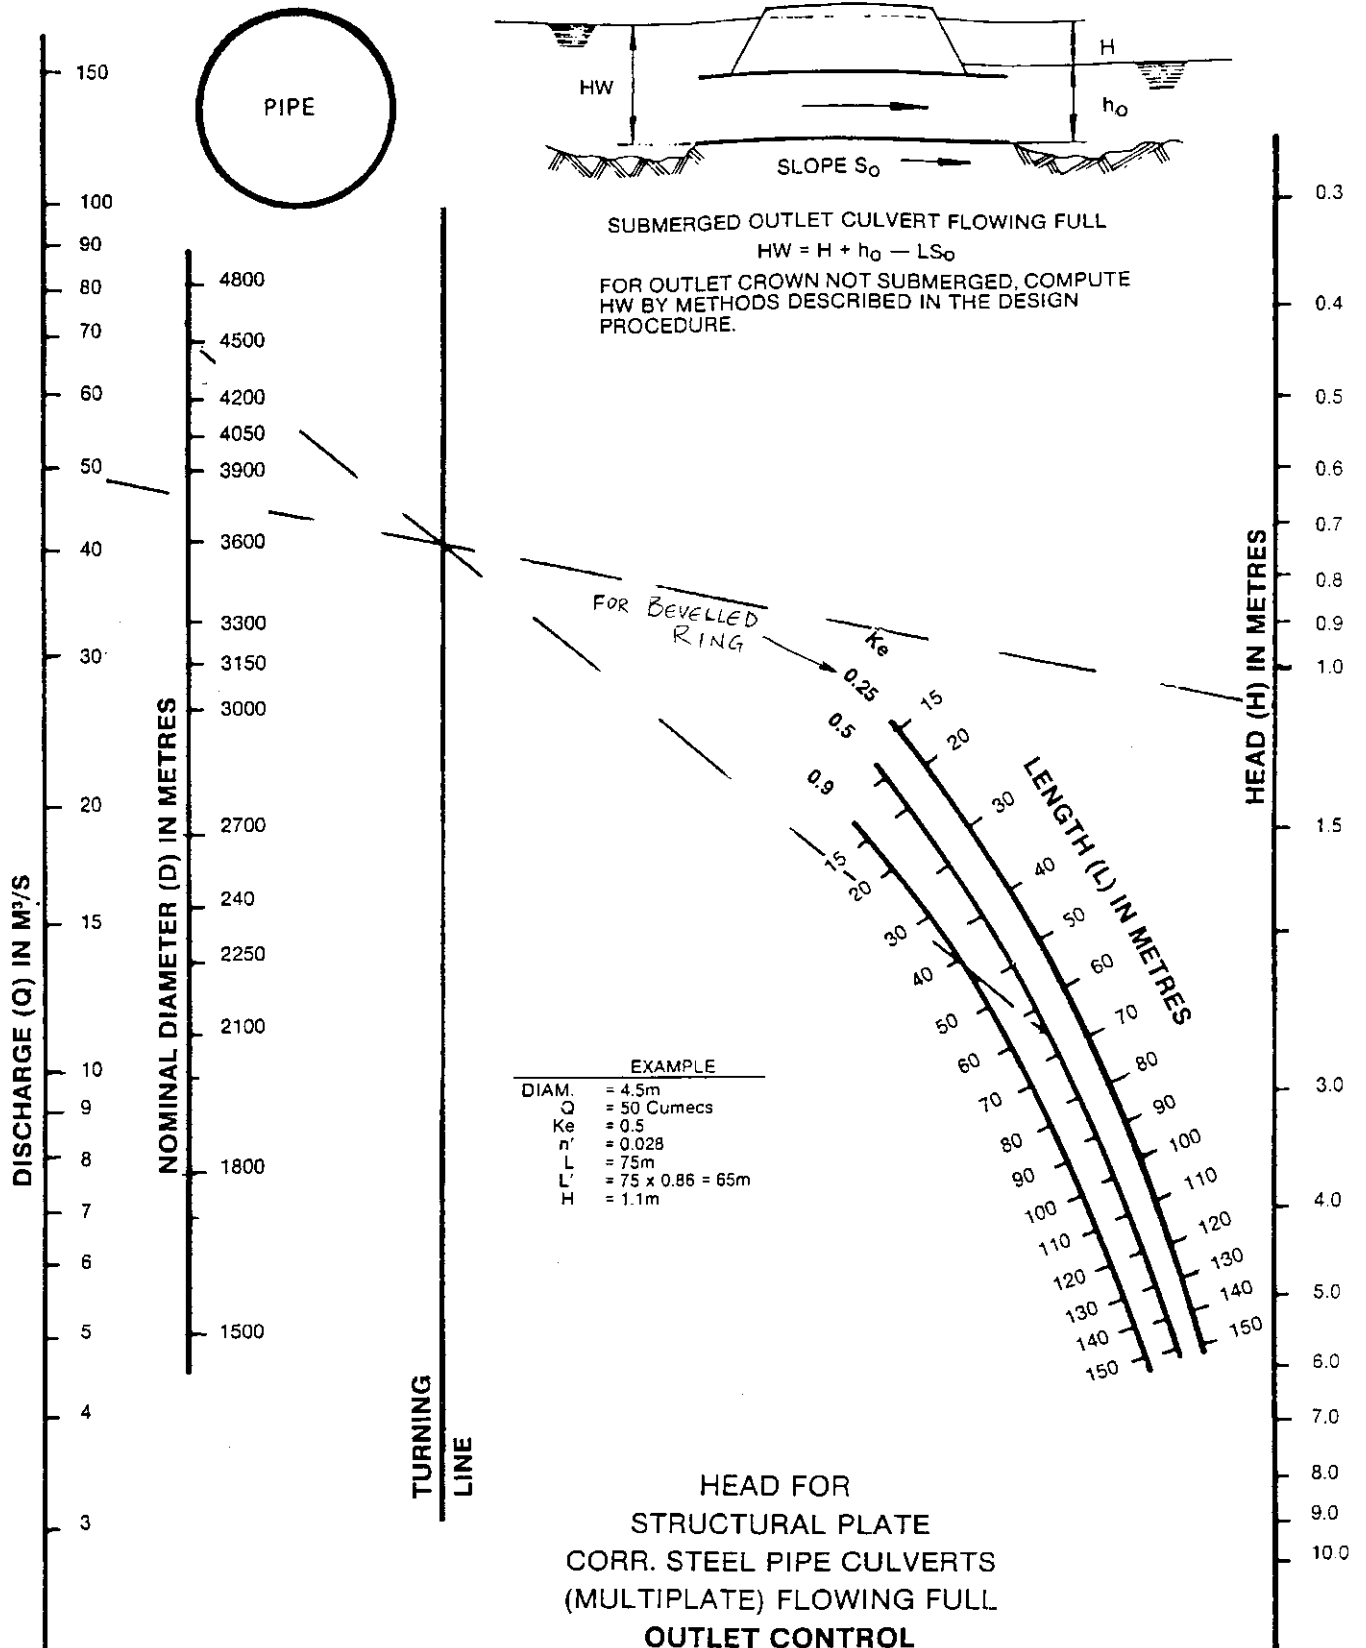 PIPE
HW
H
ho
SLOPE So
SUBMERGED OUTLET CULVERT FLOWING FULL
HW = H + ho — LSo
FOR OUTLET CROWN NOT SUBMERGED, COMPUTE
HW BY METHODS DESCRIBED IN THE DESIGN
PROCEDURE.
DISCHARGE (Q) IN M³/S
150
100
90
80
70
60
50
40
30
20
15
10
9
8
7
6
5
4
3
NOMINAL DIAMETER (D) IN METRES
4800
4500
4200
4050
3900
3600
3300
3150
3000
2700
240
2250
2100
1800
1500
TURNING
LINE
FOR BEVELLED
RING
Ke
0.25
0.5
0.9
15
20
30
40
50
60
70
80
90
100
110
120
130
140
150
LENGTH (L) IN METRES
15
20
30
40
50
60
70
80
90
100
110
120
130
140
150
HEAD (H) IN METRES
0.3
0.4
0.5
0.6
0.7
0.8
0.9
1.0
1.5
3.0
4.0
5.0
6.0
7.0
8.0
9.0
10.0
EXAMPLE
DIAM. = 4.5m
Q = 50 Cumecs
Ke = 0.5
n' = 0.028
L = 75m
L' = 75 x 0.86 = 65m
H = 1.1m
HEAD FOR
STRUCTURAL PLATE
CORR. STEEL PIPE CULVERTS
(MULTIPLATE) FLOWING FULL
OUTLET CONTROL